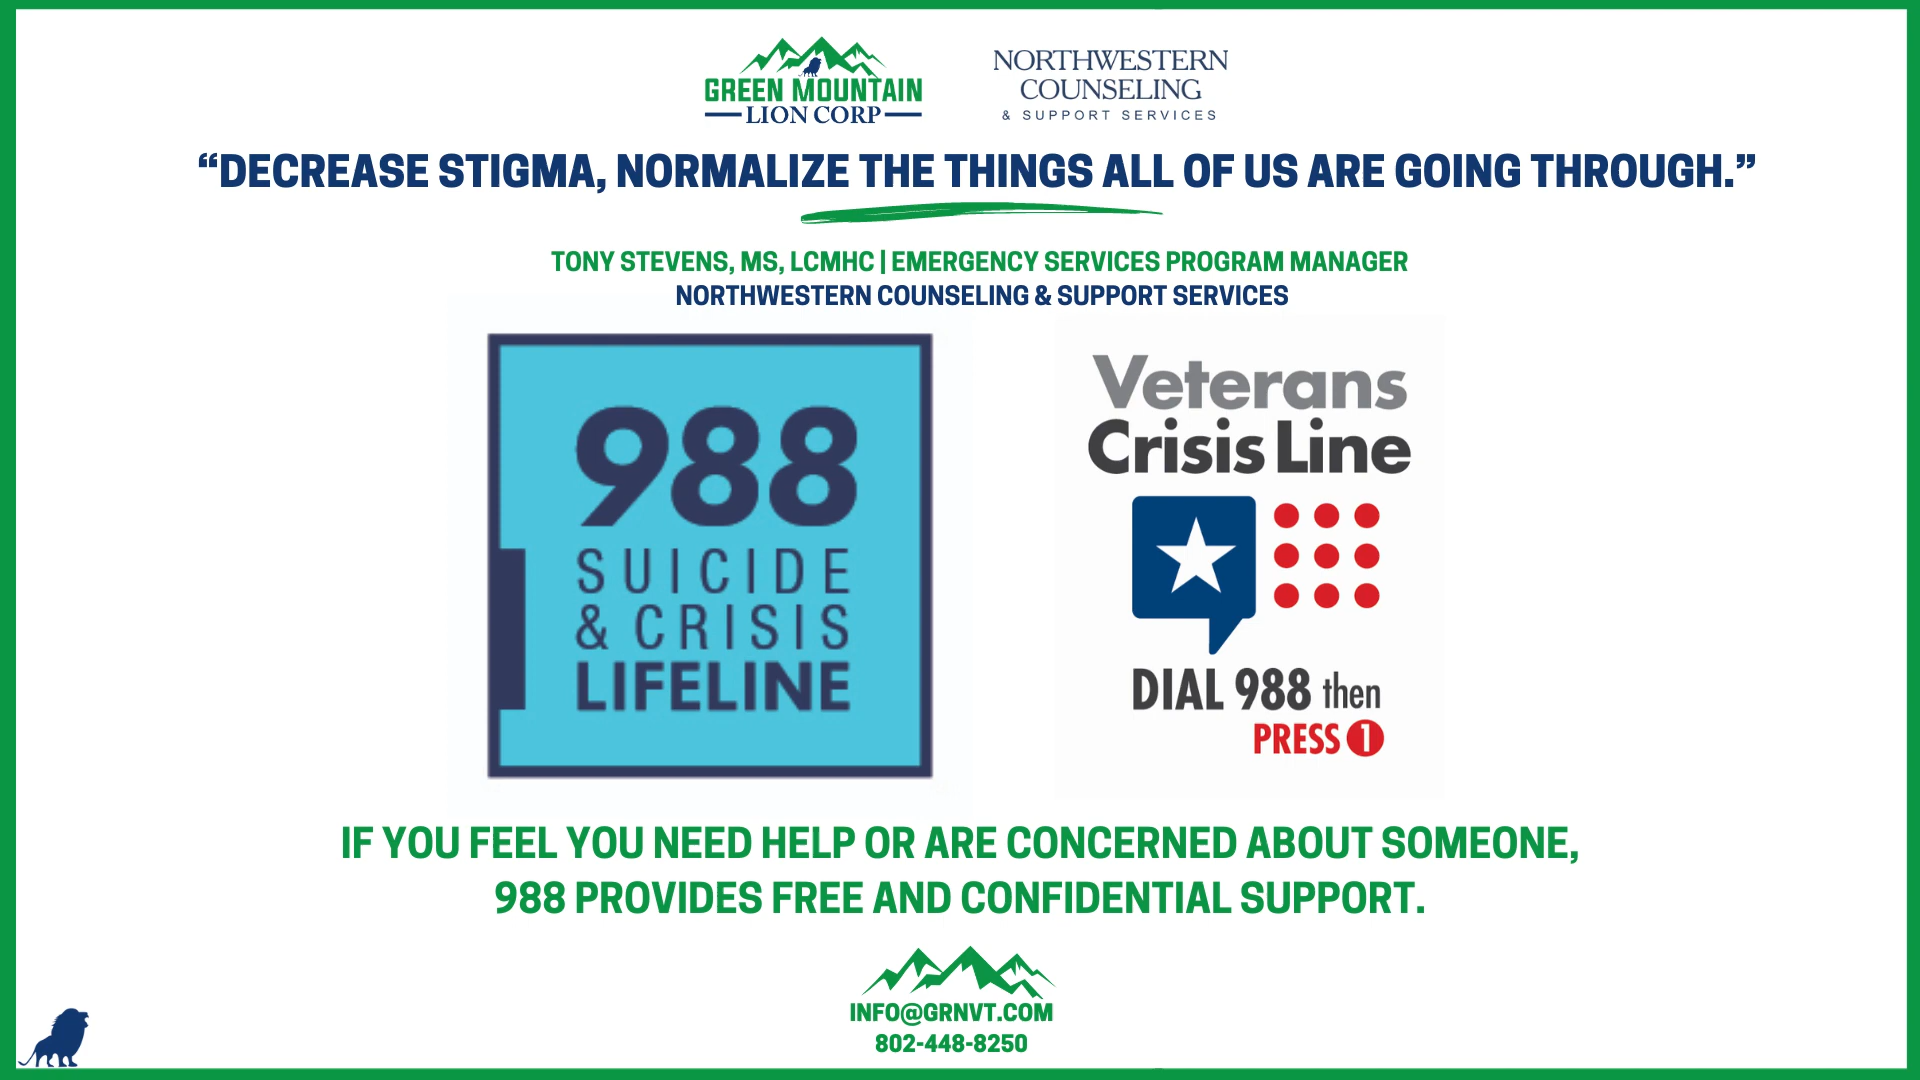 GREEN MOUNTAIN
LION CORP
NORTHWESTERN
COUNSELING
& SUPPORT SERVICES
“DECREASE STIGMA, NORMALIZE THE THINGS ALL OF US ARE GOING THROUGH.”
TONY STEVENS, MS, LCMHC | EMERGENCY SERVICES PROGRAM MANAGER
NORTHWESTERN COUNSELING & SUPPORT SERVICES
988
SUICIDE
& CRISIS
LIFELINE
Veterans
Crisis Line
DIAL 988 then
PRESS 1
IF YOU FEEL YOU NEED HELP OR ARE CONCERNED ABOUT SOMEONE,
988 PROVIDES FREE AND CONFIDENTIAL SUPPORT.
INFO@GRNVT.COM
802-448-8250